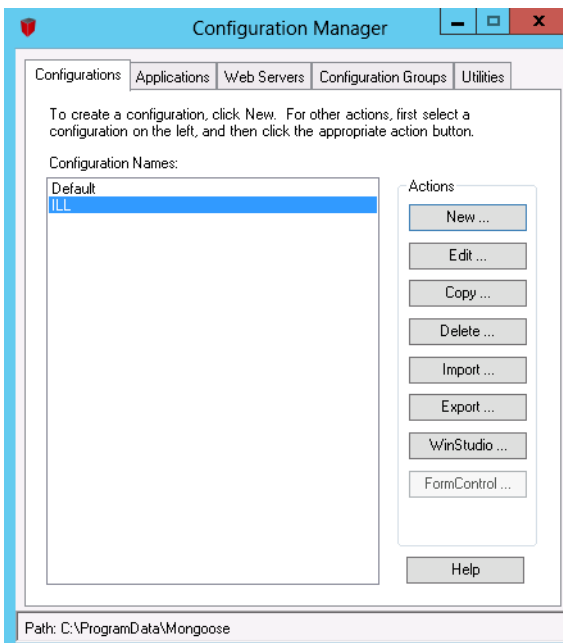 Configuration Manager
Configurations Applications Web Servers Configuration Groups Utilities
To create a configuration, click New. For other actions, first select a
configuration on the left, and then click the appropriate action button.
Configuration Names:
Default
ILL
Actions
New ...
Edit ...
Copy ...
Delete ...
Import ...
Export ...
WinStudio ...
FormControl ...
Help
Path: C:\ProgramData\Mongoose